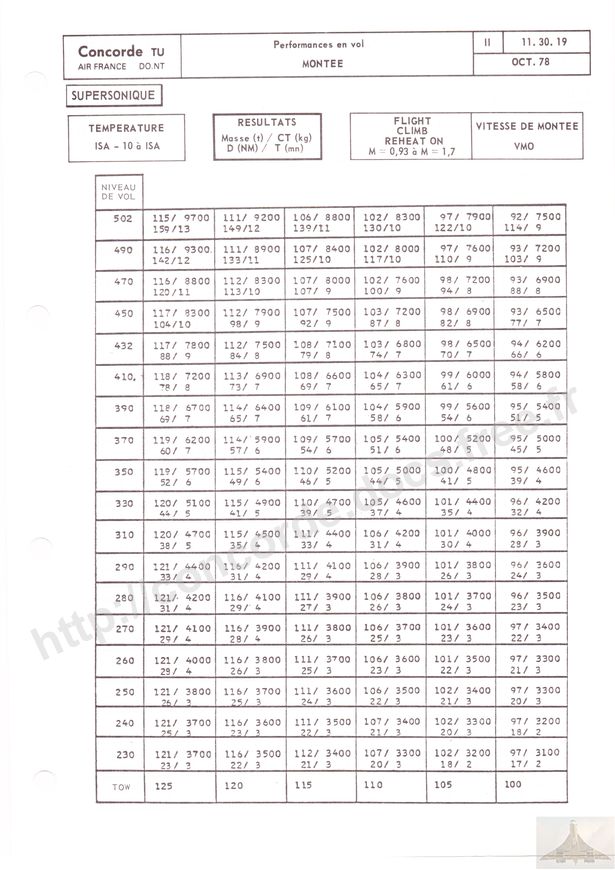 Concorde TU
AIR FRANCE DO.NT
Performances en vol
MONTEE
II 11. 30. 19
OCT. 78
SUPERSONIQUE
TEMPERATURE
ISA - 10 à ISA
RESULTATS
Masse (t) / CT (kg)
D (NM) / T (mn)
FLIGHT
CLIMB
REHEAT ON
M = 0,93 à M = 1,7
VITESSE DE MONTEE
VMO
NIVEAU
DE VOL
502 115/ 9700 111/ 9200 106/ 8800 102/ 8300 97/ 7900 92/ 7500
159/13 149/12 139/11 130/10 122/10 114/ 9
490 116/ 9300 111/ 8900 107/ 8400 102/ 8000 97/ 7600 93/ 7200
142/12 133/11 125/10 117/10 110/ 9 103/ 9
470 116/ 8800 112/ 8300 107/ 8000 102/ 7600 98/ 7200 93/ 6900
120/11 113/10 107/ 9 100/ 9 94/ 8 88/ 8
450 117/ 8300 112/ 7900 107/ 7500 103/ 7200 98/ 6900 93/ 6500
104/10 98/ 9 92/ 9 87/ 8 82/ 8 77/ 7
432 117/ 7800 112/ 7500 108/ 7100 103/ 6800 98/ 6500 94/ 6200
88/ 9 84/ 8 79/ 8 74/ 7 70/ 7 66/ 6
410. 118/ 7200 113/ 6900 108/ 6600 104/ 6300 99/ 6000 94/ 5800
78/ 8 73/ 7 69/ 7 65/ 7 61/ 6 58/ 6
390 118/ 6700 114/ 6400 109/ 6100 104/ 5900 99/ 5600 95/ 5400
69/ 7 65/ 7 61/ 7 58/ 6 54/ 6 51/ 5
370 119/ 6200 114/ 5900 109/ 5700 105/ 5400 100/ 5200 95/ 5000
60/ 7 57/ 6 54/ 6 51/ 6 48/ 5 45/ 5
350 119/ 5700 115/ 5400 110/ 5200 105/ 5000 100/ 4800 95/ 4600
52/ 6 49/ 6 46/ 5 44/ 5 41/ 5 39/ 4
330 120/ 5100 115/ 4900 110/ 4700 105/ 4600 101/ 4400 96/ 4200
44/ 5 41/ 5 39/ 5 37/ 4 35/ 4 32/ 4
310 120/ 4700 115/ 4500 111/ 4400 106/ 4200 101/ 4000 96/ 3900
38/ 5 35/ 4 33/ 4 31/ 4 30/ 4 28/ 3
290 121/ 4400 116/ 4200 111/ 4100 106/ 3900 101/ 3800 96/ 3600
33/ 4 31/ 4 29/ 4 28/ 3 26/ 3 24/ 3
280 121/ 4200 116/ 4100 111/ 3900 106/ 3800 101/ 3700 96/ 3500
31/ 4 29/ 4 27/ 3 26/ 3 24/ 3 23/ 3
270 121/ 4100 116/ 3900 111/ 3800 106/ 3700 101/ 3600 97/ 3400
29/ 4 28/ 4 26/ 3 25/ 3 23/ 3 22/ 3
260 121/ 4000 116/ 3800 111/ 3700 106/ 3600 101/ 3500 97/ 3300
28/ 4 26/ 3 25/ 3 23/ 3 22/ 3 21/ 3
250 121/ 3800 116/ 3700 111/ 3600 106/ 3500 102/ 3400 97/ 3300
26/ 3 25/ 3 24/ 3 22/ 3 21/ 3 20/ 3
240 121/ 3700 116/ 3600 111/ 3500 107/ 3400 102/ 3300 97/ 3200
25/ 3 23/ 3 22/ 3 21/ 3 20/ 3 18/ 2
230 121/ 3700 116/ 3500 112/ 3400 107/ 3300 102/ 3200 97/ 3100
23/ 3 22/ 3 21/ 3 20/ 3 18/ 2 17/ 2
TOW 125 120 115 110 105 100
http://concorde.docs.free.fr